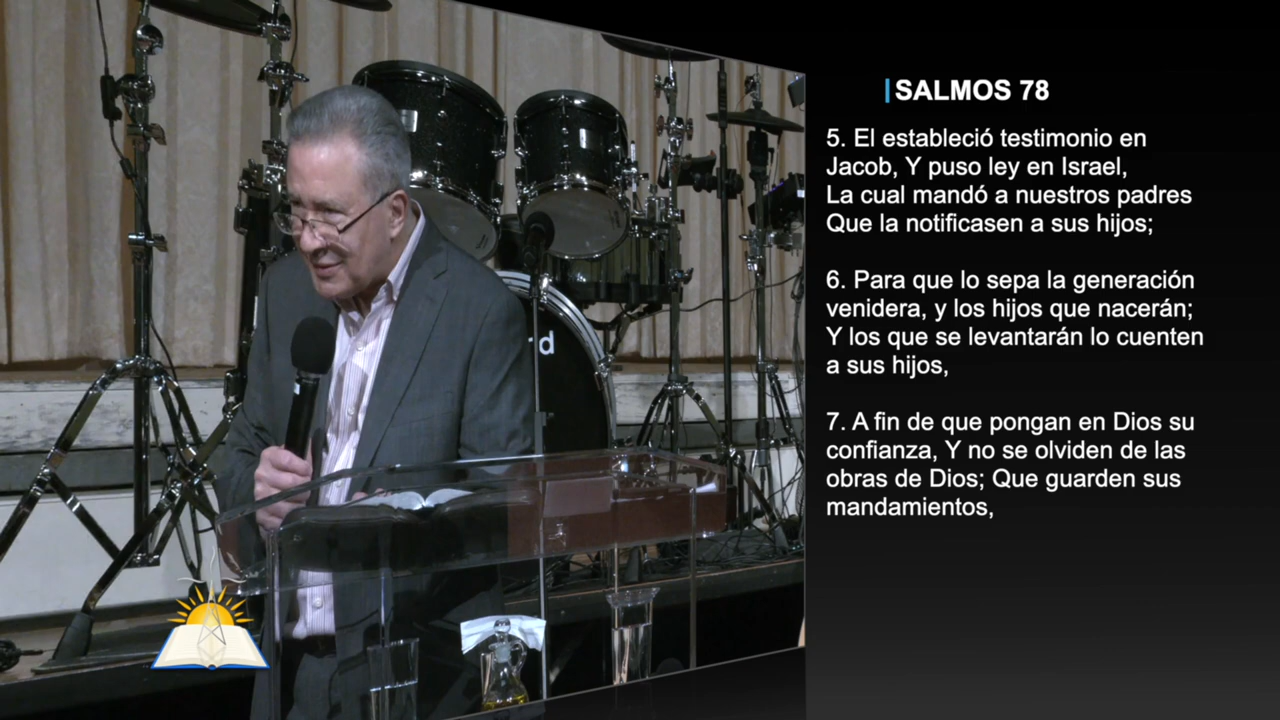 SALMOS 78
5. El estableció testimonio en
Jacob, Y puso ley en Israel,
La cual mandó a nuestros padres
Que la notificasen a sus hijos;
6. Para que lo sepa la generación
venidera, y los hijos que nacerán;
Y los que se levantarán lo cuenten
a sus hijos,
7. A fin de que pongan en Dios su
confianza, Y no se olviden de las
obras de Dios; Que guarden sus
mandamientos,